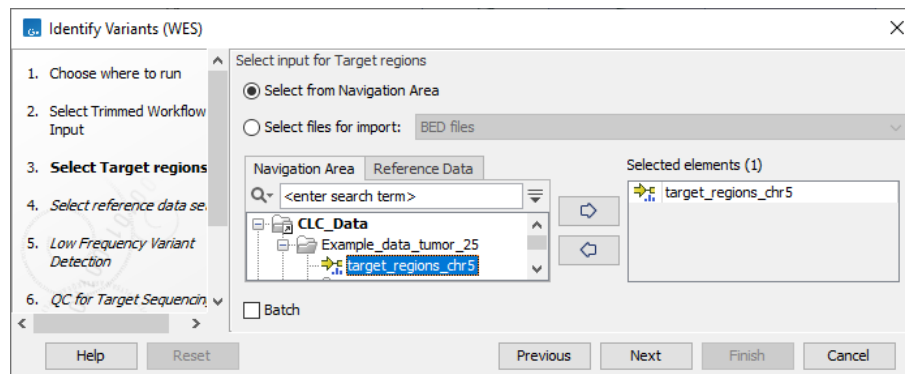 Identify Variants (WES)
1. Choose where to run
2. Select Trimmed Workflow
Input
3. Select Target regions
4. Select reference data se
5. Low Frequency Variant
Detection
6. QC for Target Sequencin
Select input for Target regions
Select from Navigation Area
Select files for import: BED files
Navigation Area Reference Data
<enter search term>
CLC_Data
Example_data_tumor_25
target_regions_chr5
Batch
Selected elements (1)
target_regions_chr5
Help Reset Previous Next Finish Cancel